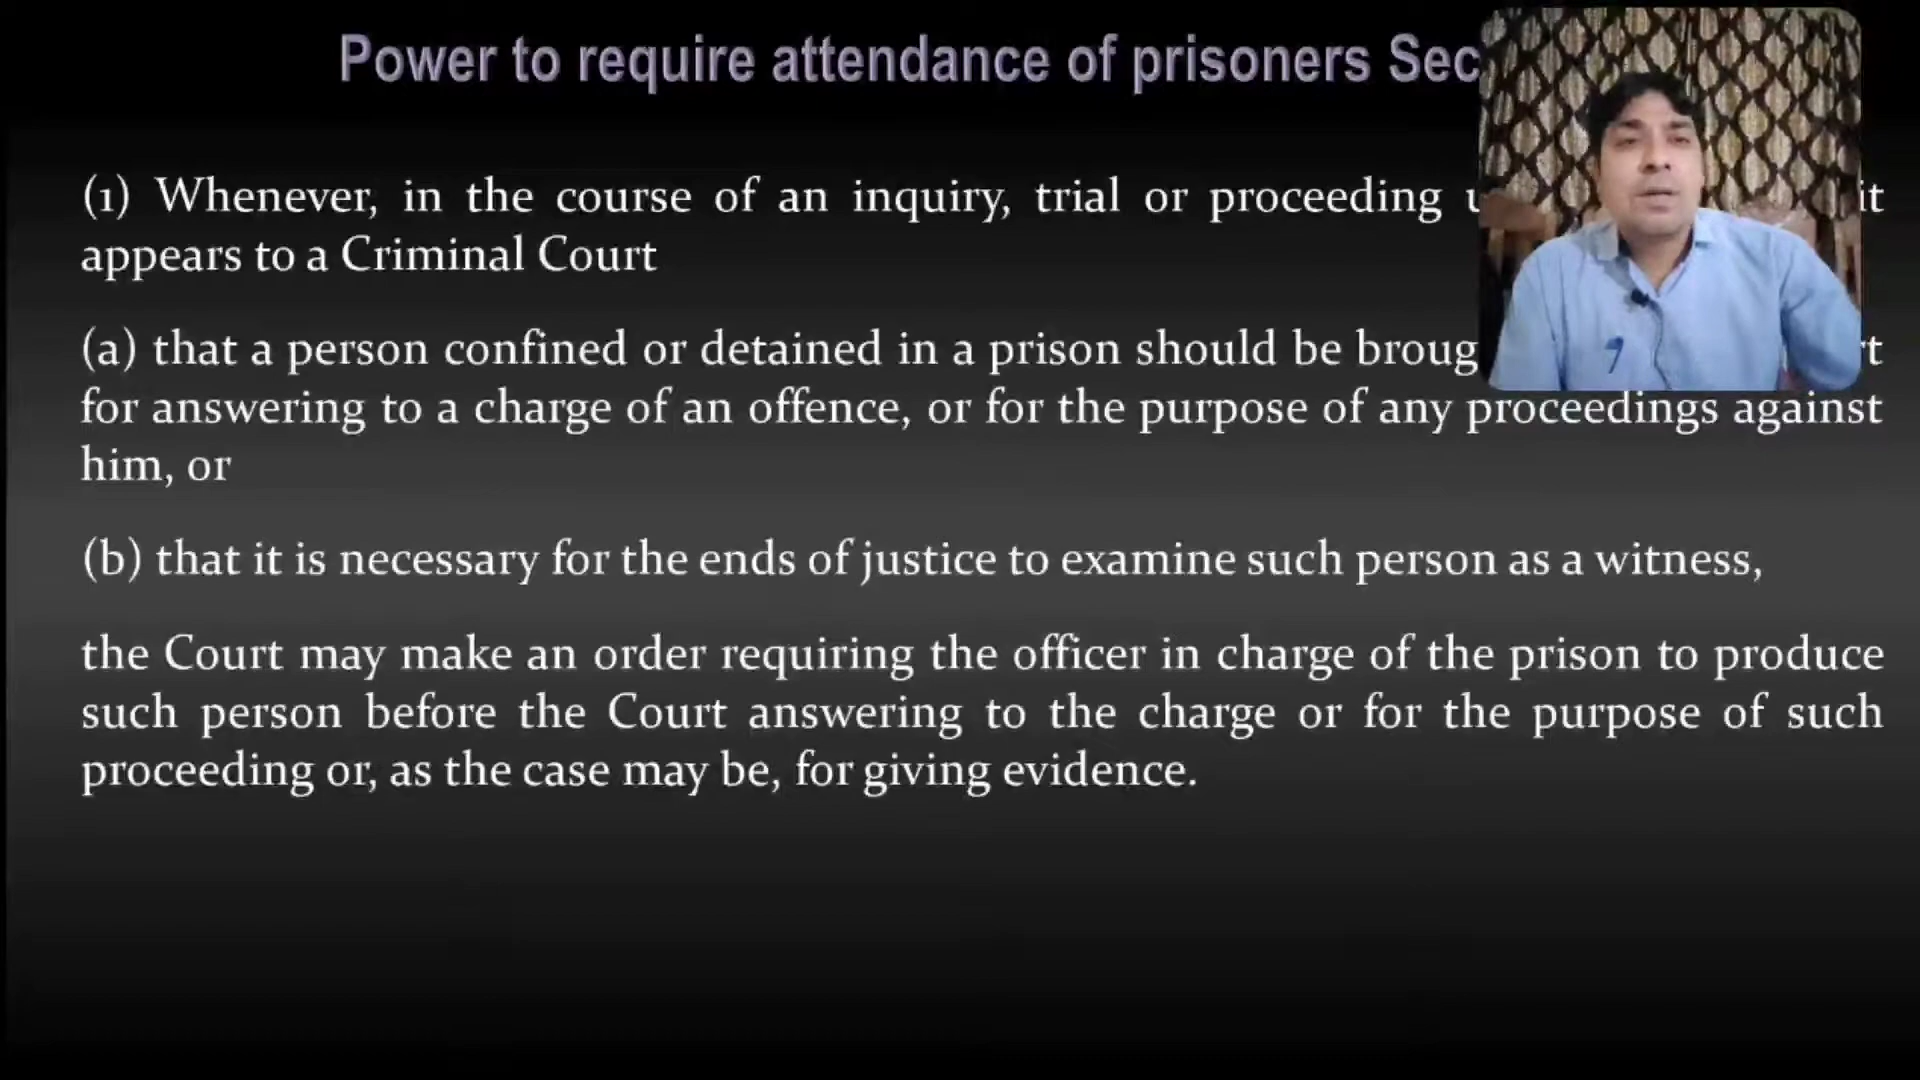 Power to require attendance of prisoners Sec
(1) Whenever, in the course of an inquiry, trial or proceeding it
appears to a Criminal Court
(a) that a person confined or detained in a prison should be
for answering to a charge of an offence, or for the purpose of any proceedings against
him, or
(b) that it is necessary for the ends of justice to examine such person as a witness,
the Court may make an order requiring the officer in charge of the prison to produce
such person before the Court answering to the charge or for the purpose of such
proceeding or, as the case may be, for giving evidence.